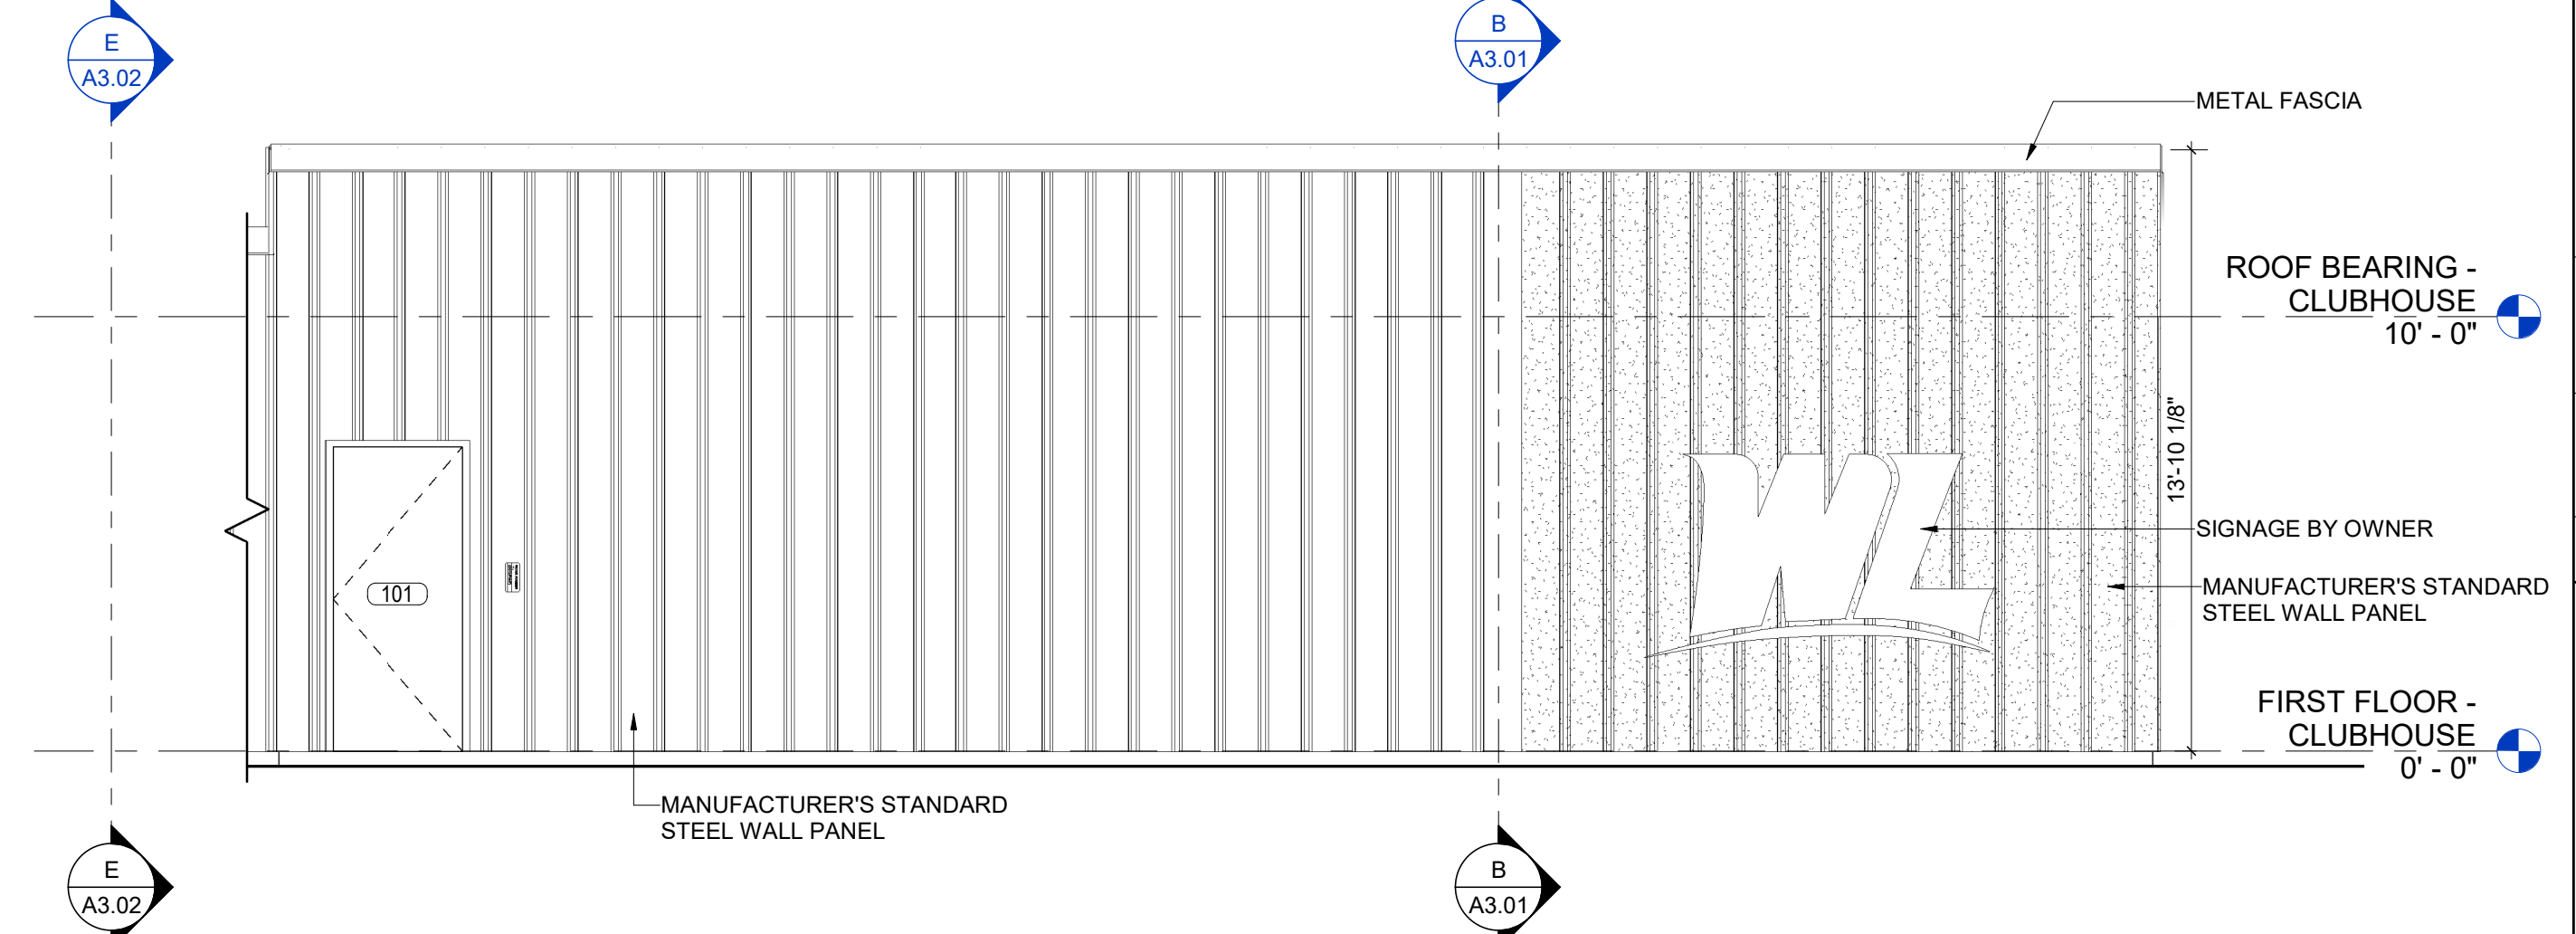 E
A3.02
B
A3.01
METAL FASCIA
ROOF BEARING -
CLUBHOUSE
10' - 0"
13'-10 1/8"
WL
SIGNAGE BY OWNER
101
MANUFACTURER'S STANDARD
STEEL WALL PANEL
FIRST FLOOR -
CLUBHOUSE
0' - 0"
MANUFACTURER'S STANDARD
STEEL WALL PANEL
E
A3.02
B
A3.01